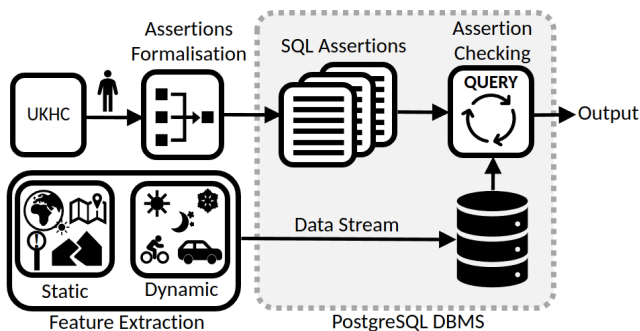 Assertions
Formalisation
SQL Assertions
Assertion
Checking
UKHC
QUERY
Output
Data Stream
Static
Dynamic
Feature Extraction
PostgreSQL DBMS